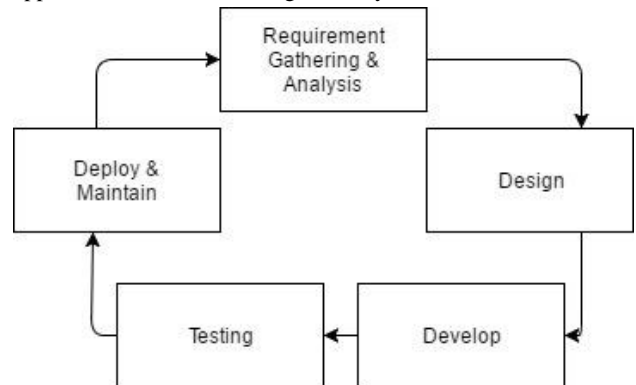 Requirement
Gathering &
Analysis
Deploy &
Maintain
Design
Testing
Develop